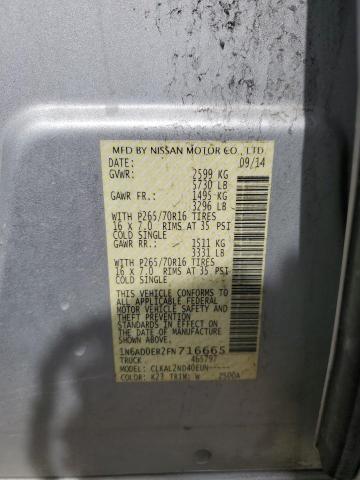 MFD BY NISSAN MOTOR CO., LTD.
DATE: 09/14
GVWR: 2599 KG
5730 LB
GAWR FR.: 1495 KG
3296 LB
WITH P265/70R16 TIRES
16 X 7.0 RIMS AT 35 PSI
COLD SINGLE
GAWR RR.: 1511 KG
3331 LB
WITH P265/70R16 TIRES
16 X 7.0 RIMS AT 35 PSI
COLD SINGLE
THIS VEHICLE CONFORMS TO
ALL APPLICABLE FEDERAL
MOTOR VEHICLE SAFETY
STANDARDS IN EFFECT ON THE
DATE OF MANUFACTURE
SHOWN ABOVE.
1N6AD0ER2FN716665
TRUCK 465797
MODEL: CLKALZND40EUN-----
COLOR: K23 TRIM: W 2500A